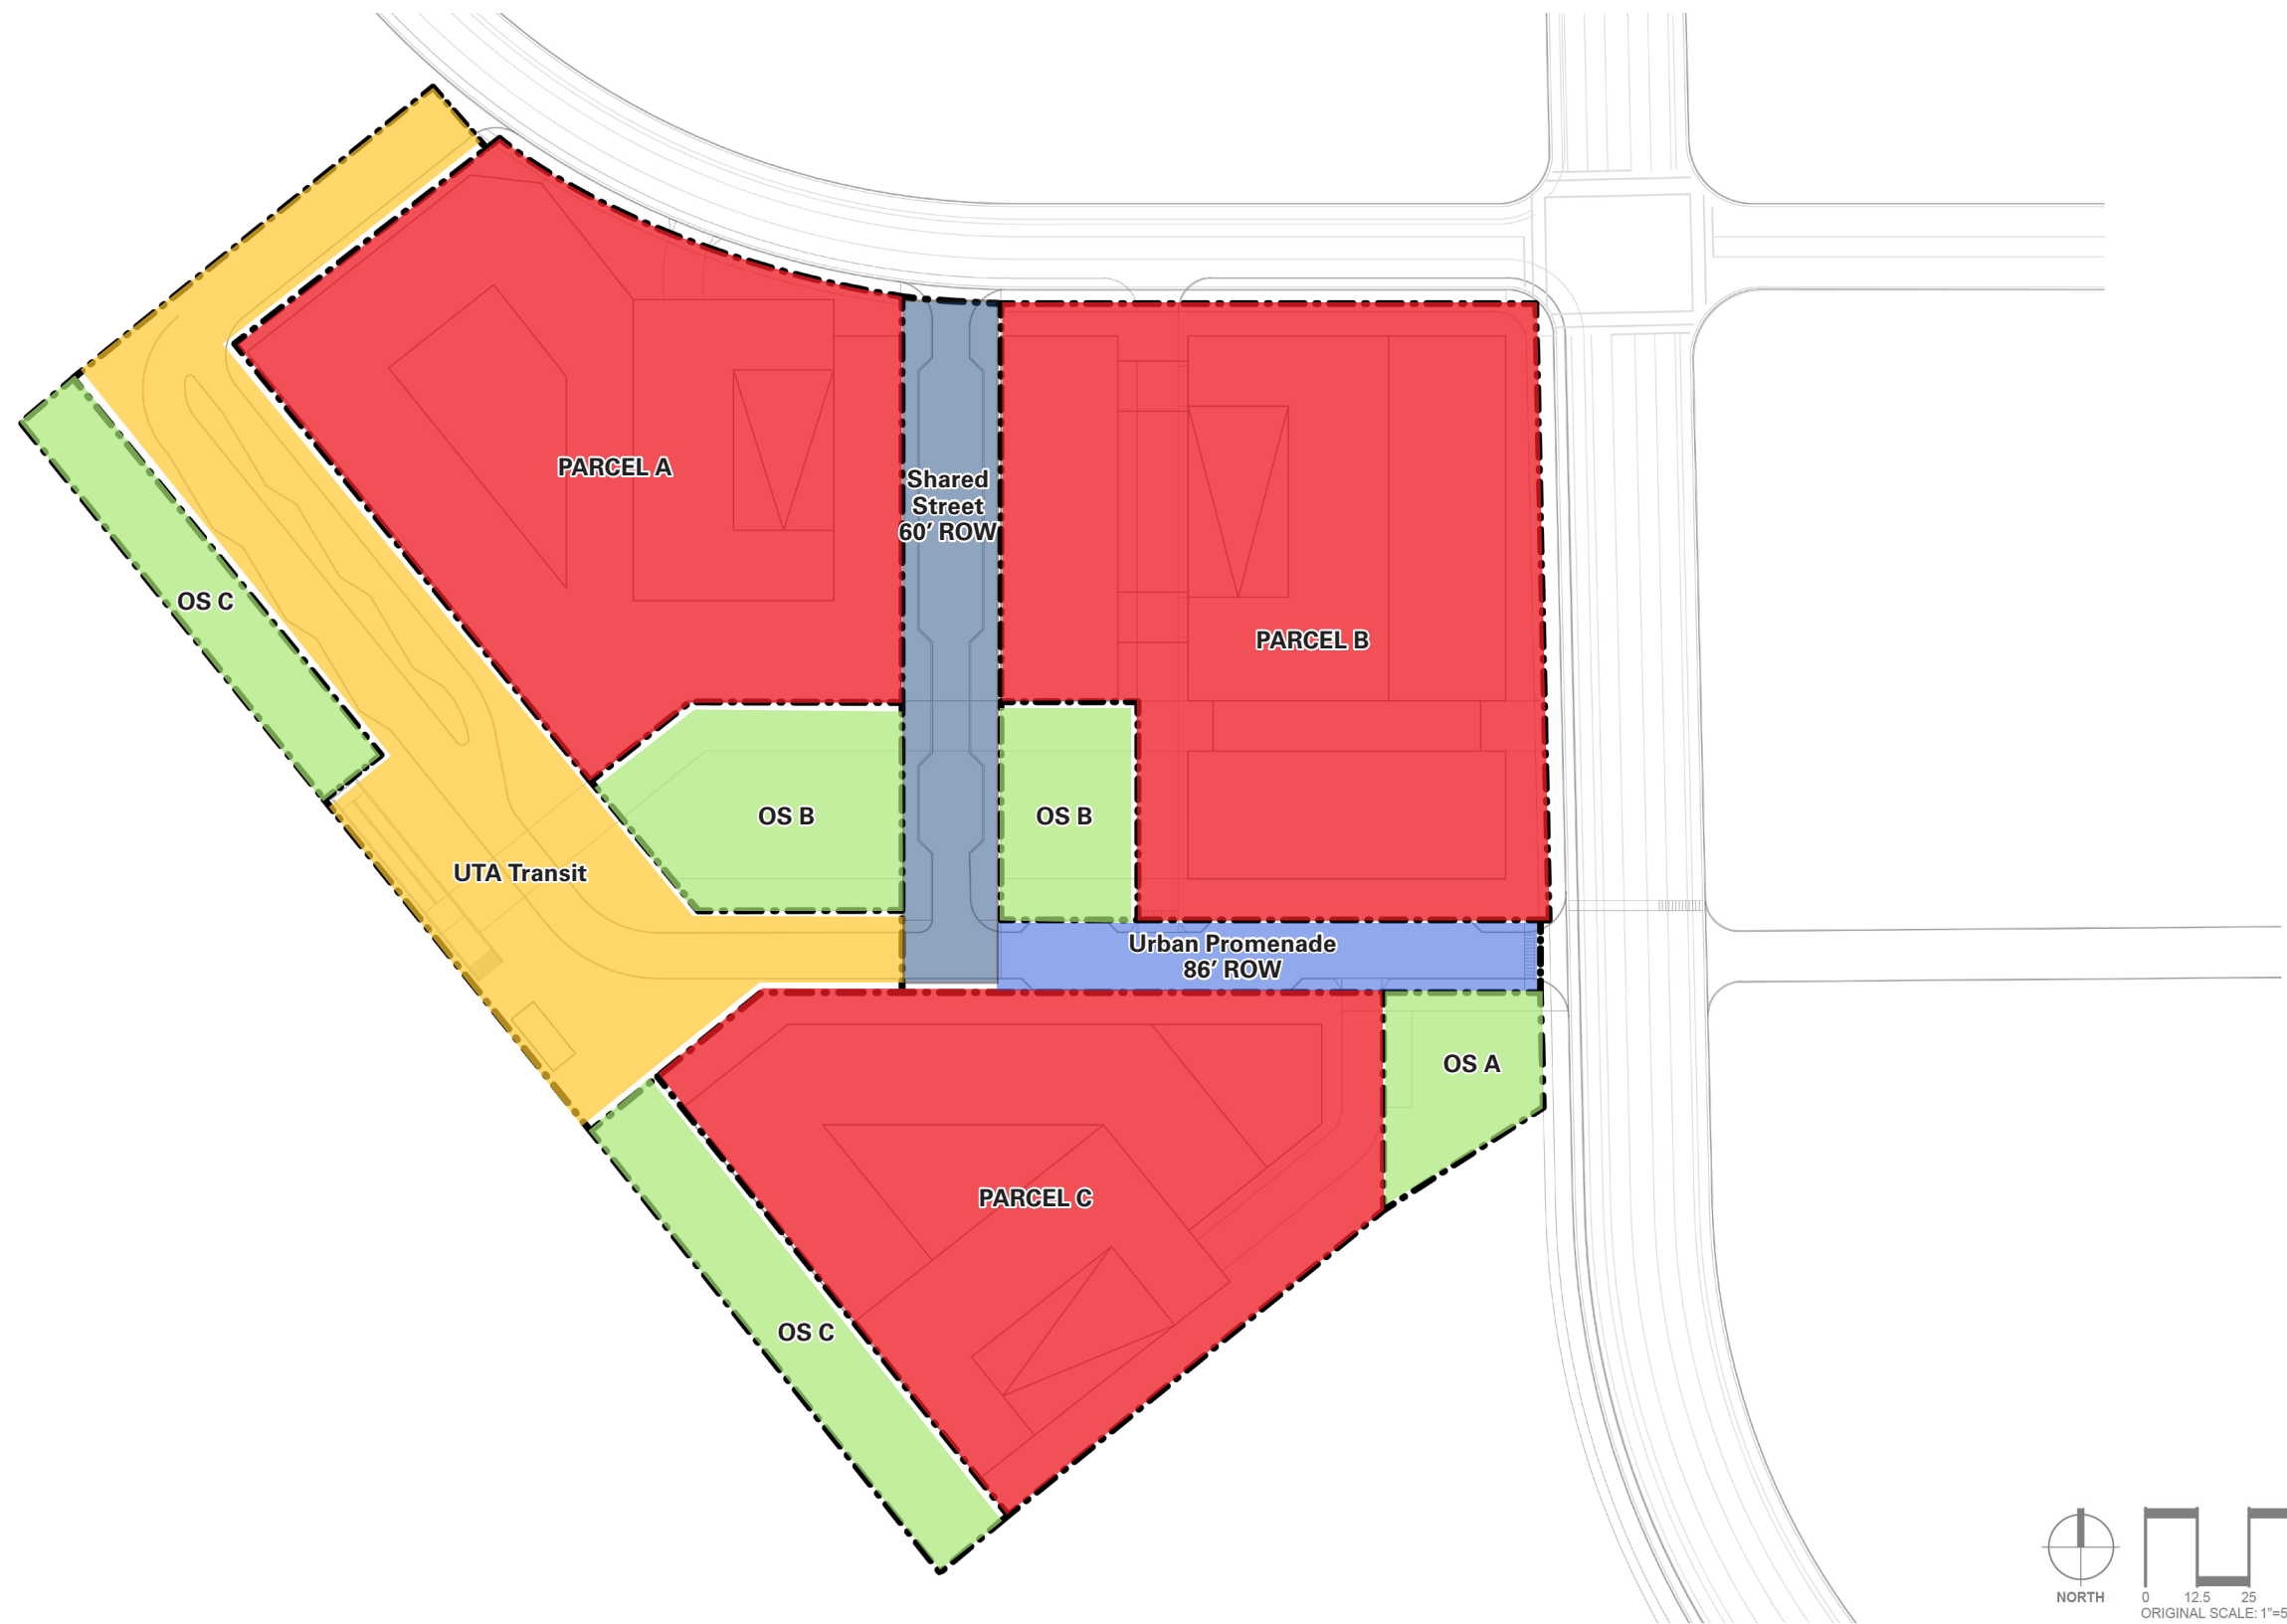 PARCEL A
Shared
Street
60’ ROW
OS C
PARCEL B
OS B
OS B
UTA Transit
Urban Promenade
86’ ROW
OS A
PARCEL C
OS C
NORTH
0 12.5 25
ORIGINAL SCALE: 1"=5